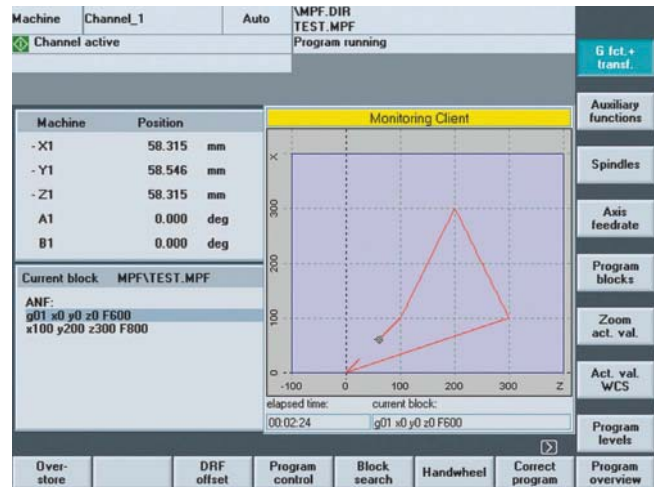 Machine Channel_1 Auto \MPF.DIR
TEST.MPF
Channel active Program running
G fct.+
transf.
Auxiliary
functions
Spindles
Axis
feedrate
Program
blocks
Zoom
act. val.
Act. val.
WCS
Program
levels
Machine Position
-X1 58.315 mm
-Y1 58.546 mm
-Z1 58.315 mm
A1 0.000 deg
B1 0.000 deg
Current block MPF\TEST.MPF
ANF:
g01 x0 y0 z0 F600
x100 y200 z300 F800
Monitoring Client
X
300
200
100
0
-100 0 100 200 300 Z
elapsed time: current block:
00:02:24 g01 x0 y0 z0 F600
Over-
store
DRF
offset
Program
control
Block
search
Handwheel
Correct
program
Program
overview